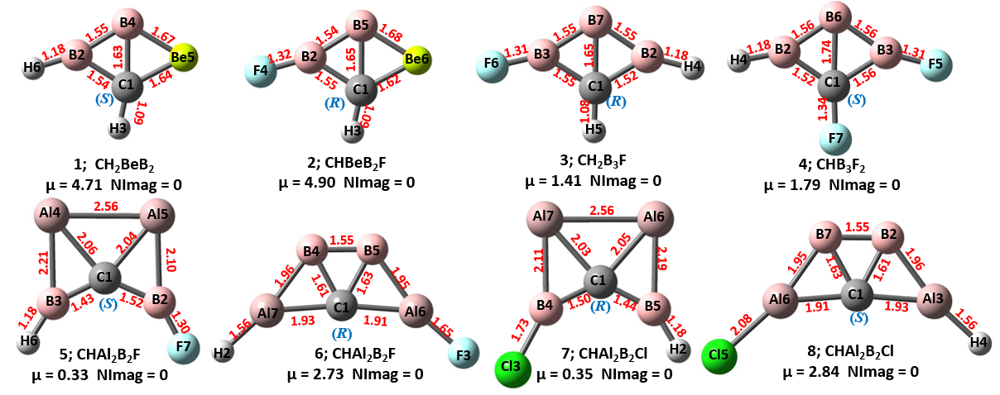 B4
1.55
1.67
1.18
B2
1.63
Be5
H6
1.54
1.64
C1
(S)
1.09
H3
1; CH₂BeB₂
μ = 4.71 NImag = 0
B5
1.54
1.68
1.32
B2
1.65
Be6
F4
1.55
1.62
C1
(R)
1.09
H3
2; CHBeB₂F
μ = 4.90 NImag = 0
B7
1.55
1.55
1.31
B3
1.65
B2
1.18
F6
H4
1.55
1.52
C1
(R)
1.08
H5
3; CH₂B₃F
μ = 1.41 NImag = 0
B6
1.56
1.56
1.18
B2
1.74
B3
1.31
H4
F5
1.52
1.56
C1
(S)
1.34
F7
4; CHB₃F₂
μ = 1.79 NImag = 0
Al4
2.56
Al5
2.06
2.04
2.21
2.10
C1
B3
1.43
(S)
1.52
B2
1.18
1.30
H6
F7
5; CHAl₂B₂F
μ = 0.33 NImag = 0
B4
1.55
B5
1.96
1.61
1.63
1.95
Al7
1.93
C1
1.91
Al6
1.56
(R)
1.65
H2
F3
6; CHAl₂B₂F
μ = 2.73 NImag = 0
Al7
2.56
Al6
2.03
2.05
2.11
2.19
C1
B4
1.50
(R)
1.44
B5
1.73
1.18
Cl3
H2
7; CHAl₂B₂Cl
μ = 0.35 NImag = 0
B7
1.55
B2
1.95
1.63
1.61
1.96
Al6
1.91
C1
1.93
Al3
2.08
(S)
1.56
Cl5
H4
8; CHAl₂B₂Cl
μ = 2.84 NImag = 0